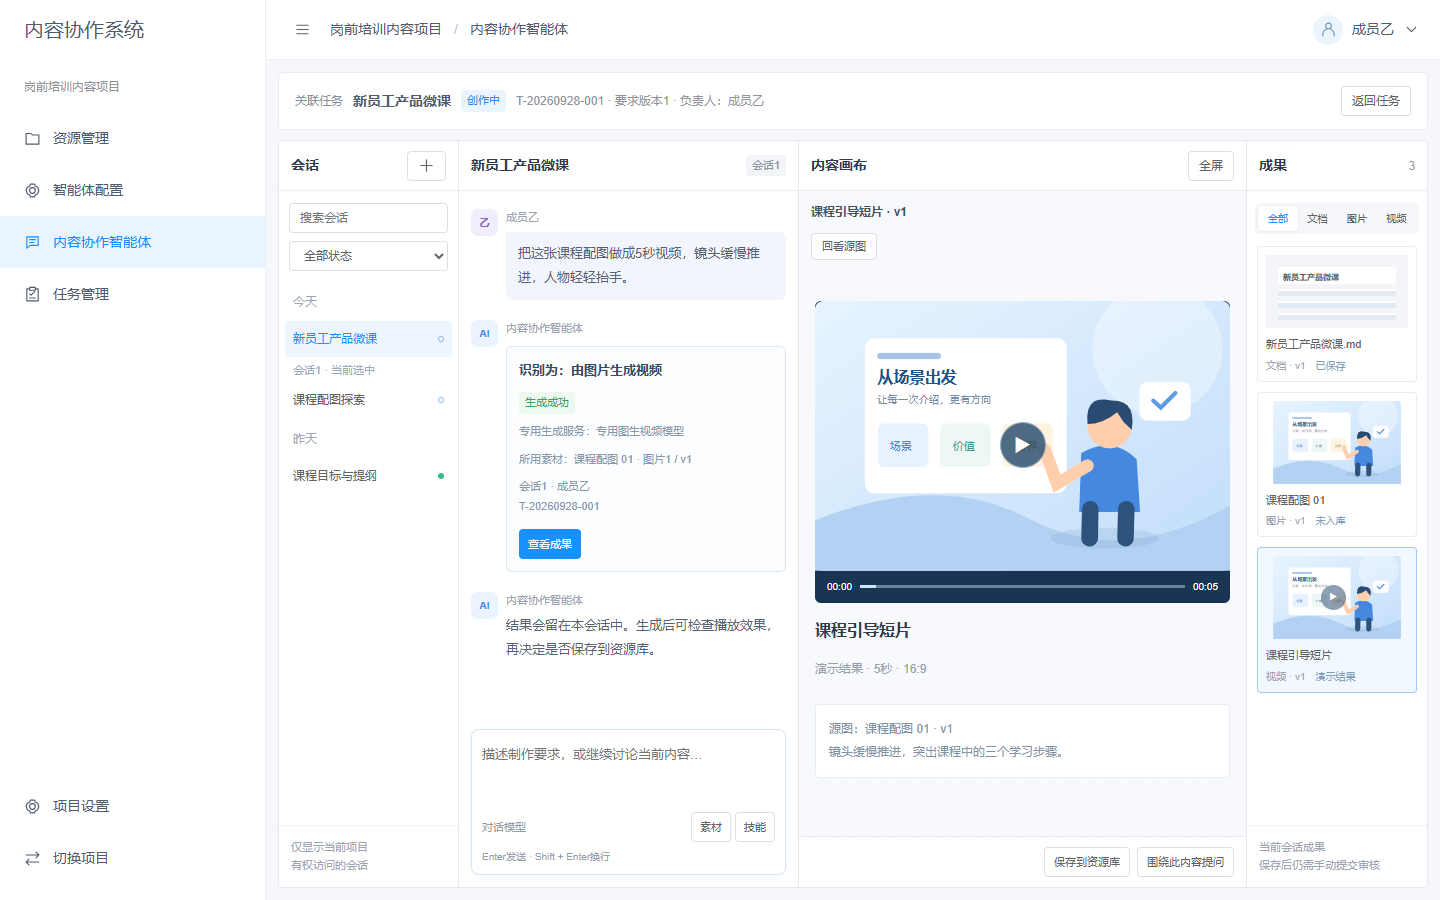 内容协作系统
岗前培训内容项目
资源管理
智能体配置
内容协作智能体
任务管理
项目设置
切换项目
岗前培训内容项目 / 内容协作智能体
成员乙
关联任务 新员工产品微课 创作中 T-20260928-001 · 要求版本1 · 负责人：成员乙
返回任务
会话
搜索会话
全部状态
今天
新员工产品微课
会话1 · 当前选中
课程配图探索
昨天
课程目标与提纲
仅显示当前项目
有权访问的会话
新员工产品微课 会话1
乙 成员乙
把这张课程配图做成5秒视频，镜头缓慢推
进，人物轻轻抬手。
AI 内容协作智能体
识别为：由图片生成视频
生成成功
专用生成服务：专用图生视频模型
所用素材：课程配图 01 · 图片1 / v1
会话1 · 成员乙
T-20260928-001
查看成果
AI 内容协作智能体
结果会留在本会话中。生成后可检查播放效果，
再决定是否保存到资源库。
描述制作要求，或继续讨论当前内容...
对话模型 素材 技能
Enter发送 · Shift + Enter换行
内容画布 全屏
课程引导短片 · v1
回看源图
从场景出发
让每一次介绍，更有方向
场景 价值
00:00 00:05
课程引导短片
演示结果 · 5秒 · 16:9
源图：课程配图 01 · v1
镜头缓慢推进，突出课程中的三个学习步骤。
保存到资源库 围绕此内容提问
成果 3
全部 文档 图片 视频
新员工产品微课
新员工产品微课.md
文档 · v1 已保存
从场景出发
课程配图 01
图片 · v1 未入库
从场景出发
课程引导短片
视频 · v1 演示结果
当前会话成果
保存后仍需手动提交审核